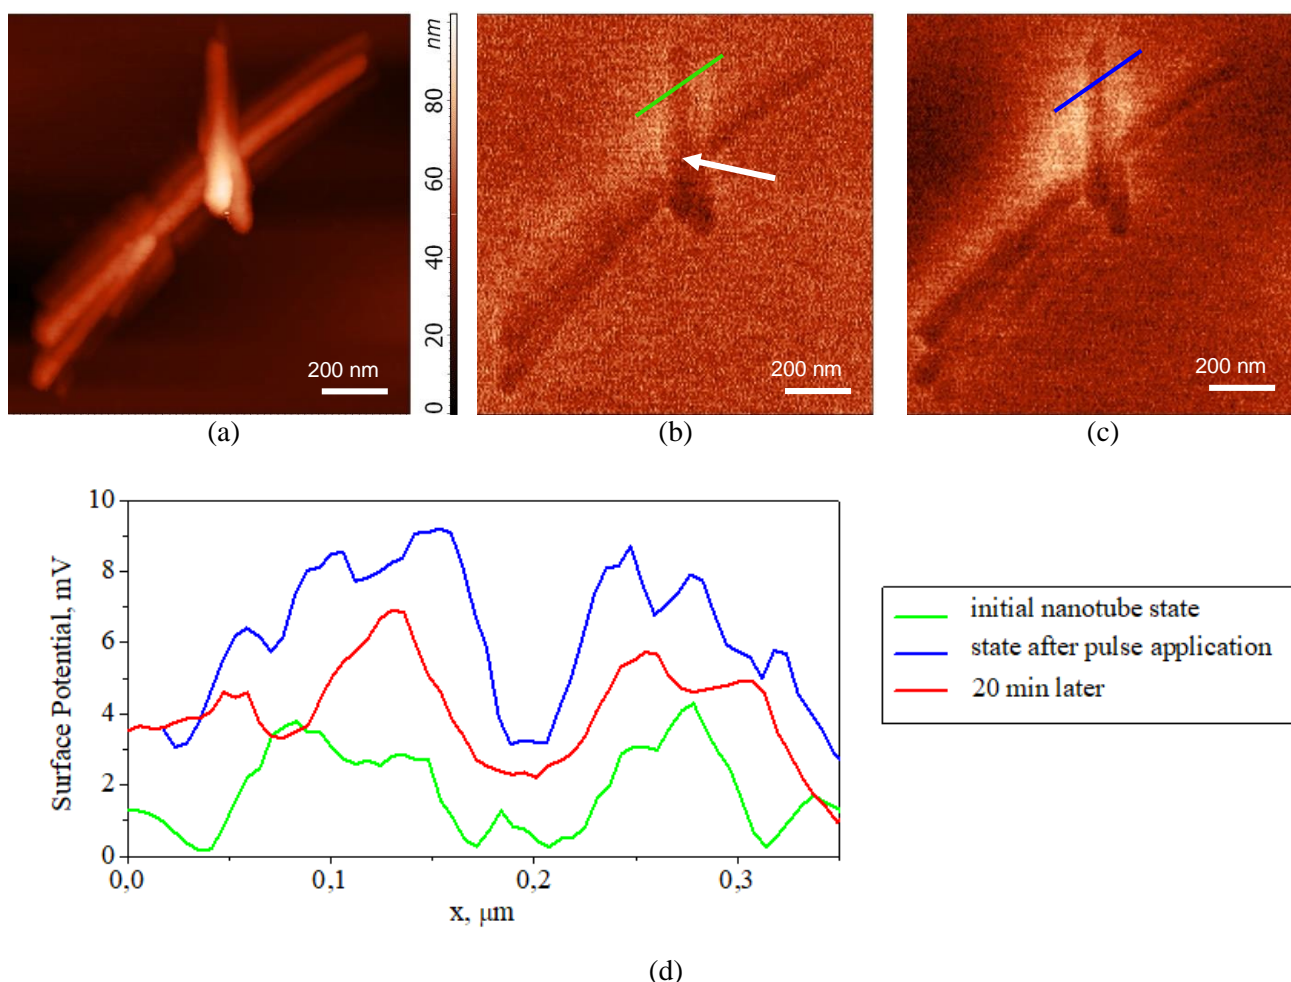 nm
80
60
40
20
0
200 nm
200 nm
200 nm
(a)
(b)
(c)
10
8
6
4
2
0
Surface Potential, mV
0,0
0,1
0,2
0,3
x, μm
initial nanotube state
state after pulse application
20 min later
(d)